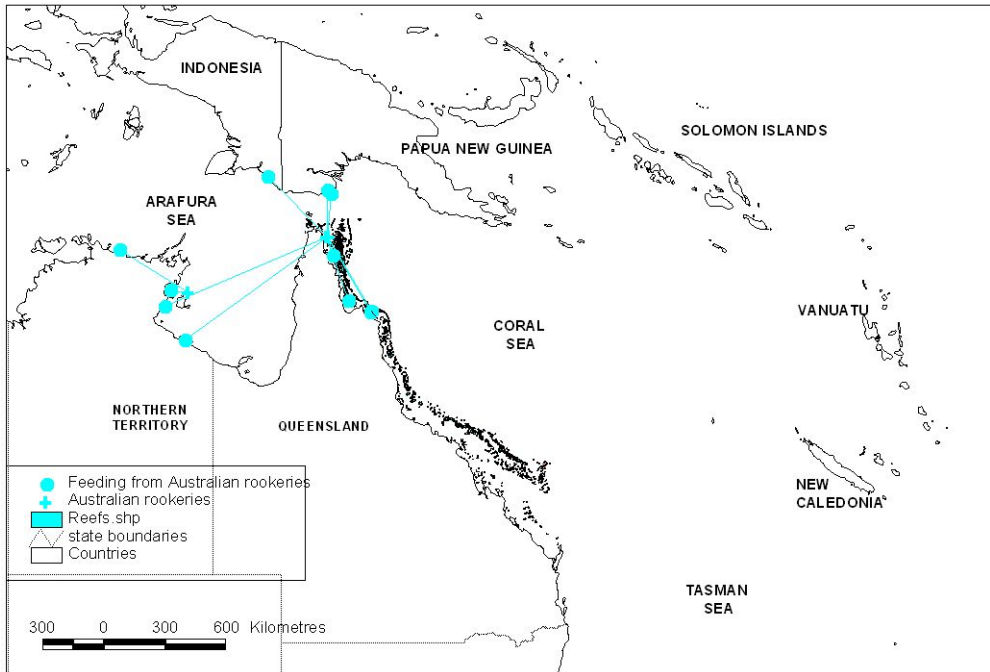 INDONESIA
SOLOMON ISLANDS
PAPUA NEW GUINEA
ARAFURA
SEA
VANUATU
CORAL
SEA
NORTHERN
TERRITORY
QUEENSLAND
NEW
CALEDONIA
Feeding from Australian rookeries
Australian rookeries
Reefs.shp
state boundaries
Countries
TASMAN
SEA
300 0 300 600 Kilometres